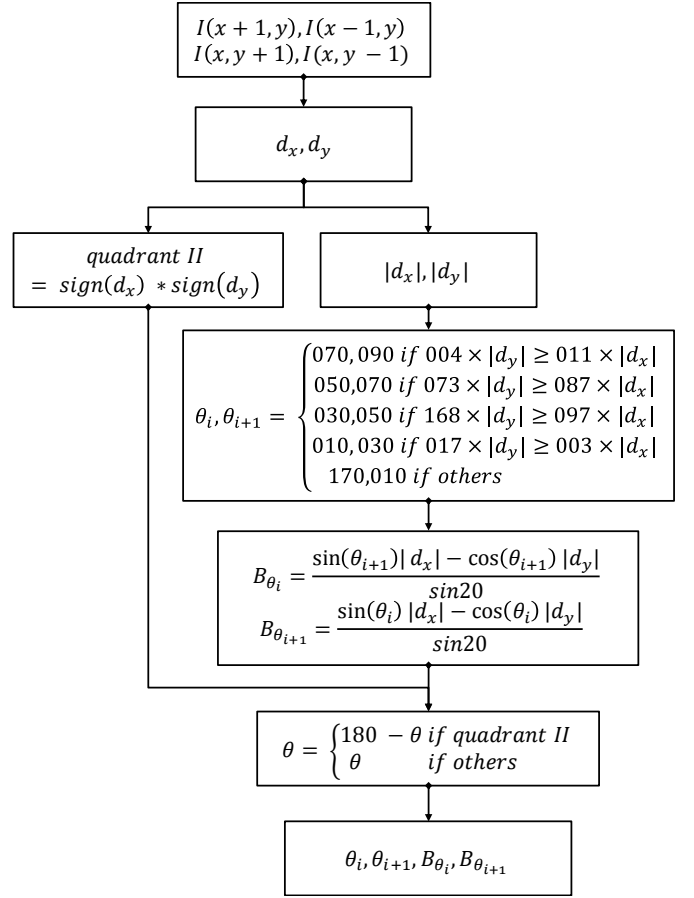 I(x + 1, y), I(x − 1, y)
I(x, y + 1), I(x, y − 1)
d_x, d_y
quadrant II
= sign(d_x) * sign(d_y)
|d_x|, |d_y|
θ_i, θ_{i+1} = {
070,090 if 004 × |d_y| ≥ 011 × |d_x|
050,070 if 073 × |d_y| ≥ 087 × |d_x|
030,050 if 168 × |d_y| ≥ 097 × |d_x|
010,030 if 017 × |d_y| ≥ 003 × |d_x|
170,010 if others
B_{θ_i} = (sin(θ_{i+1})| d_x| − cos(θ_{i+1}) |d_y|) / sin20
B_{θ_{i+1}} = (sin(θ_i) |d_x| − cos(θ_i) |d_y|) / sin20
θ = {180 − θ if quadrant II
θ if others
θ_i, θ_{i+1}, B_{θ_i}, B_{θ_{i+1}}